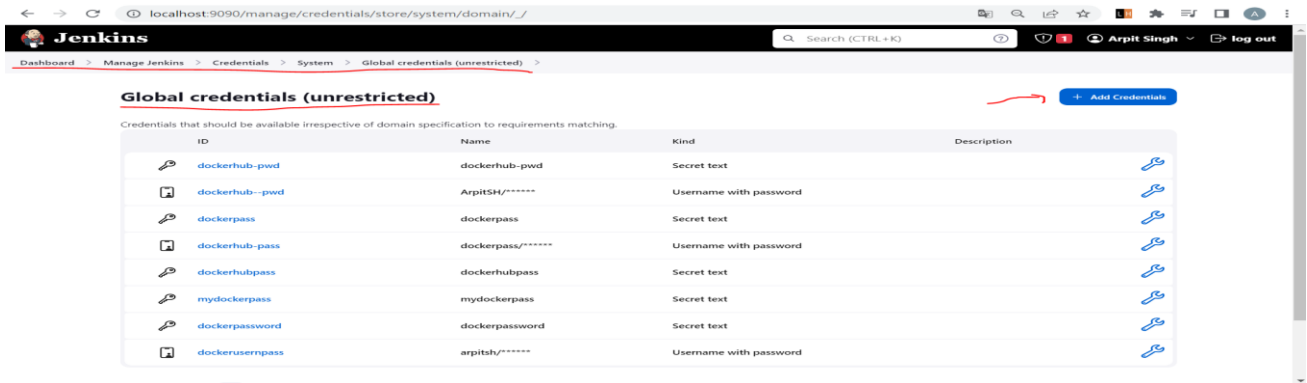 localhost:9090/manage/credentials/store/system/domain/_/
Jenkins
Search (CTRL+K)
1
Arpit Singh
log out
Dashboard > Manage Jenkins > Credentials > System > Global credentials (unrestricted) >
Global credentials (unrestricted)
+ Add Credentials
Credentials that should be available irrespective of domain specification to requirements matching.
ID Name Kind Description
dockerhub-pwd dockerhub-pwd Secret text
dockerhub--pwd ArpitSH/****** Username with password
dockerpass dockerpass Secret text
dockerhub-pass dockerpass/****** Username with password
dockerhubpass dockerhubpass Secret text
mydockerpass mydockerpass Secret text
dockerpassword dockerpassword Secret text
dockerusernpass arpitsh/****** Username with password